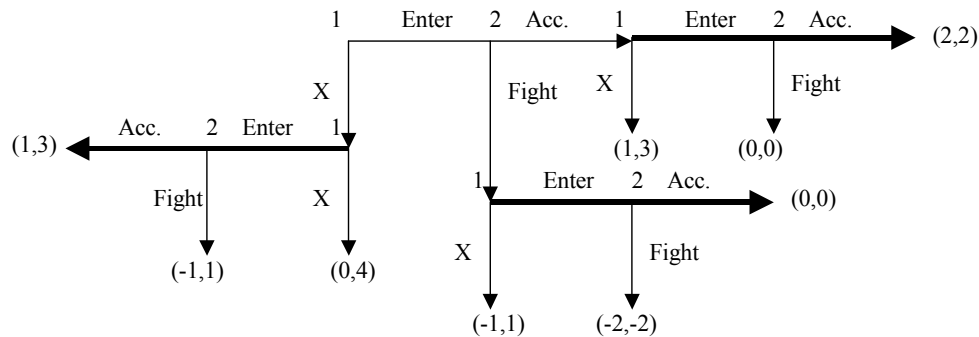 1 Enter 2 Acc. 1 Enter 2 Acc. (2,2)
X Fight X Fight
(1,3) Acc. 2 Enter 1 (1,3) (0,0)
1 Enter 2 Acc. (0,0)
Fight X
X Fight
(-1,1) (0,4)
(-1,1) (-2,-2)